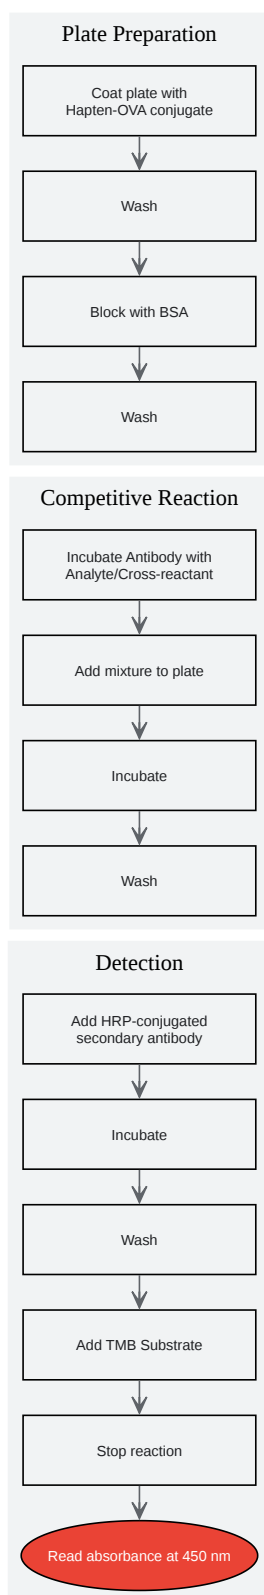 Plate Preparation
Coat plate with
Hapten-OVA conjugate
Wash
Block with BSA
Wash
Competitive Reaction
Incubate Antibody with
Analyte/Cross-reactant
Add mixture to plate
Incubate
Wash
Detection
Add HRP-conjugated
secondary antibody
Incubate
Wash
Add TMB Substrate
Stop reaction
Read absorbance at 450 nm